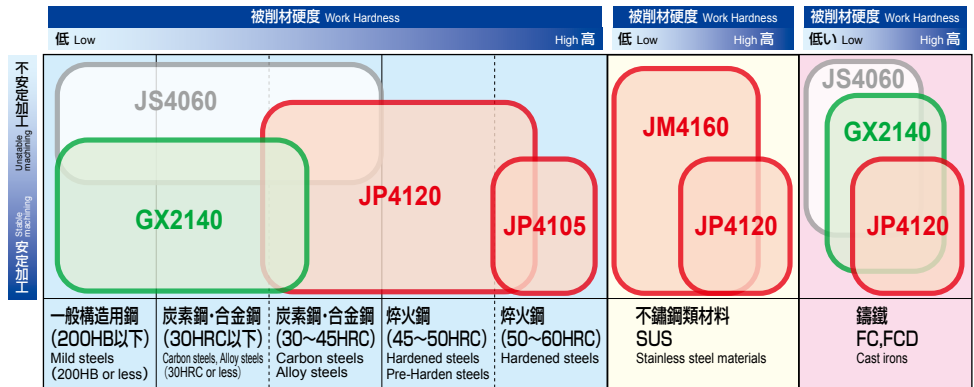 被削材硬度 Work Hardness
低 Low
High 高
被削材硬度 Work Hardness
低 Low
High 高
被削材硬度 Work Hardness
低い Low
High 高
不安定加工
Unstable machining
Stable machining
安定加工
JS4060
GX2140
JP4120
JP4105
JM4160
JP4120
JS4060
GX2140
JP4120
一般構造用鋼
(200HB以下)
Mild steels
(200HB or less)
炭素鋼・合金鋼
(30HRC以下)
Carbon steels, Alloy steels
(30HRC or less)
炭素鋼・合金鋼
(30～45HRC)
Carbon steels
Alloy steels
焠火鋼
(45～50HRC)
Hardened steels
Pre-Harden steels
焠火鋼
(50～60HRC)
Hardened steels
不鏽鋼類材料
SUS
Stainless steel materials
鑄鐵
FC,FCD
Cast irons